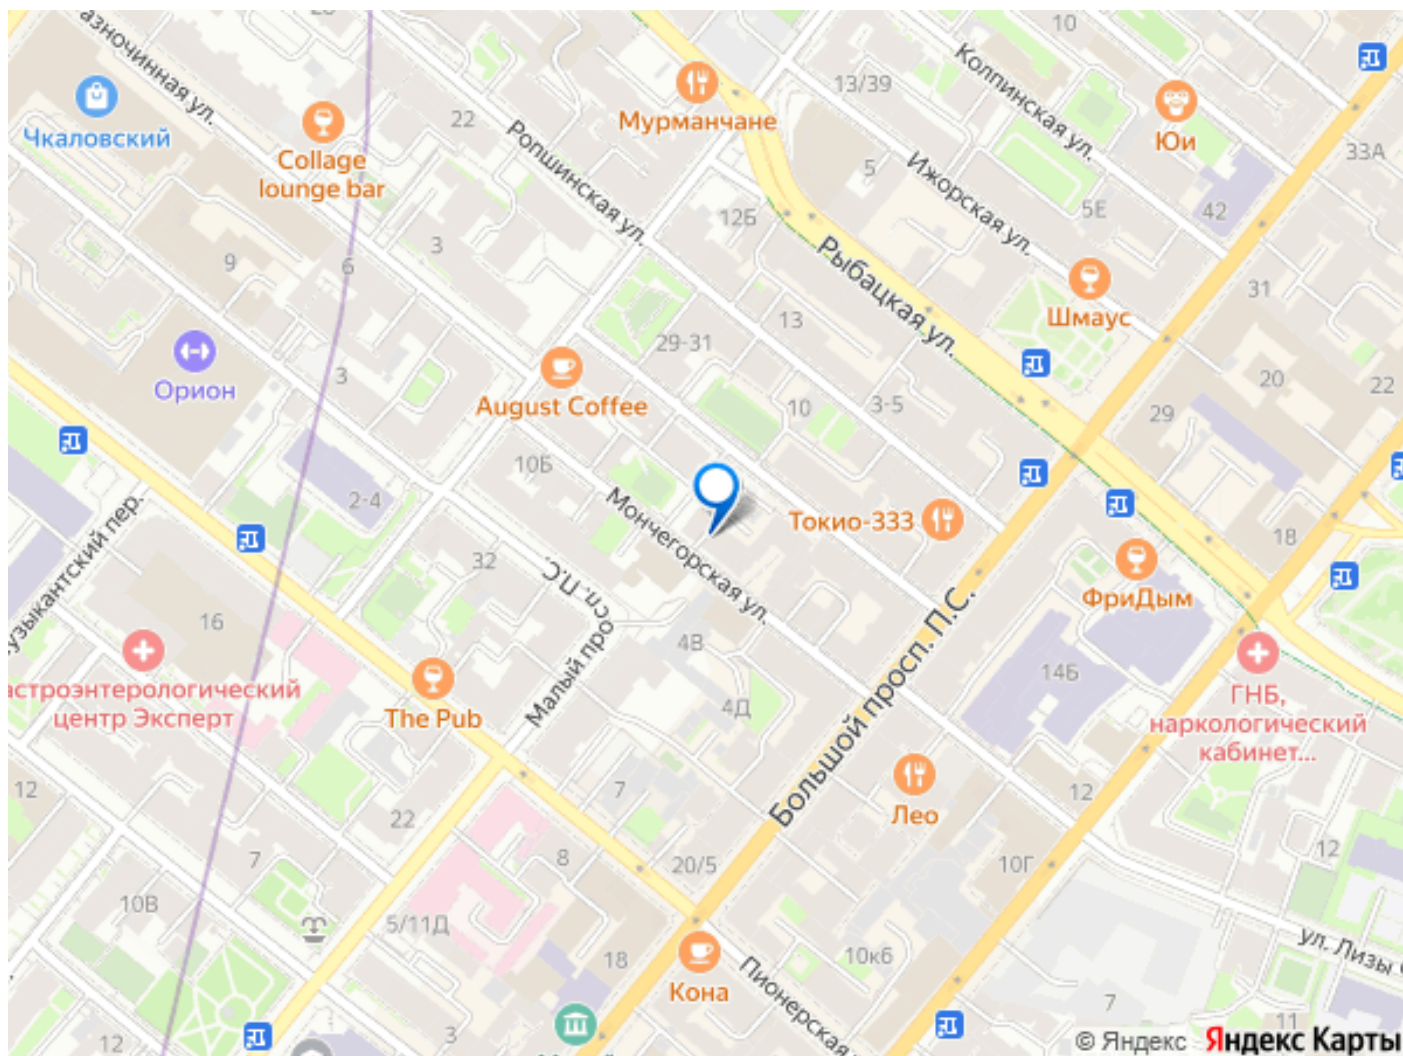 20
10
азночинная ул.
Чкаловский
Collage
lounge bar
22
Ропшинская ул.
Мурманчане
13/39
Колпинская ул.
Юи
33А
5
Ижорская ул.
5Е
42
12Б
3
9
6
Рыбацкая ул.
Шмаус
31
13
29-31
Орион
3
August Coffee
10
3-5
20
22
29
10Б
2-4
Мончегорская ул.
Токио-333
18
узыкантский пер.
32
Малый просп. П.С.
ФриДым
16
4В
14Б
астроэнтерологический
центр Эксперт
The Pub
4Д
Большой просп. П.С.
ГНБ,
наркологический
кабинет...
12
7
22
Лео
12
7
8
20/5
10Г
12
10В
5/11Д
18
10к6
ул. Лизы
Кона
Пионерская
7
11
12
3
© Яндекс Яндекс Карты